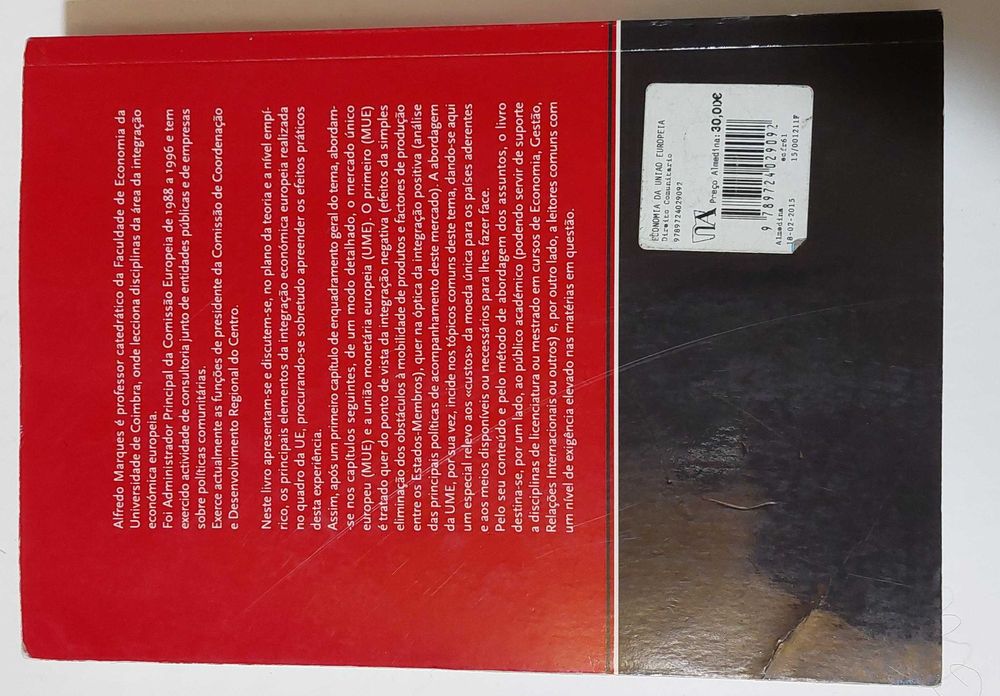 Alfredo Marques é professor catedrático da Faculdade de Economia da
Universidade de Coimbra, onde lecciona disciplinas da área da integração
económica europeia.
Foi Administrador Principal da Comissão Europeia de 1988 a 1996 e tem
exercido actividade de consultoria junto de entidades públicas e de empresas
sobre políticas comunitárias.
Exerce actualmente as funções de presidente da Comissão de Coordenação
e Desenvolvimento Regional do Centro.
Neste livro apresentam-se e discutem-se, no plano da teoria e a nível empí-
rico, os principais elementos da integração económica europeia realizada
no quadro da UE, procurando-se sobretudo apreender os efeitos práticos
desta experiência.
Assim, após um primeiro capítulo de enquadramento geral do tema, abordam-
se nos capítulos seguintes, de um modo detalhado, o mercado único
europeu (MUE) e a união monetária europeia (UME). O primeiro (MUE)
é tratado quer do ponto de vista da integração negativa (efeitos da simples
eliminação dos obstáculos à mobilidade de produtos e factores de produção
entre os Estados-Membros), quer na óptica da integração positiva (análise
das principais políticas de acompanhamento deste mercado). A abordagem
da UME, por sua vez, incide nos tópicos comuns deste tema, dando-se aqui
um especial relevo aos «custos» da moeda única para os países aderentes
e aos meios disponíveis ou necessários para lhes fazer face.
Pelo seu conteúdo e pelo método de abordagem dos assuntos, o livro
destina-se, por um lado, ao público académico (podendo servir de suporte
a disciplinas de licenciatura ou mestrado em cursos de Economia, Gestão,
Relações Internacionais ou outros) e, por outro lado, a leitores comuns com
um nível de exigência elevado nas matérias em questão.
ECONOMIA DA UNIAO EUROPEIA
Direito Comunitario
9789724029092
Preço Almedina: 30,00€
9 789724 029092
Almedina ecfr61
18-02-2015 15/001211F